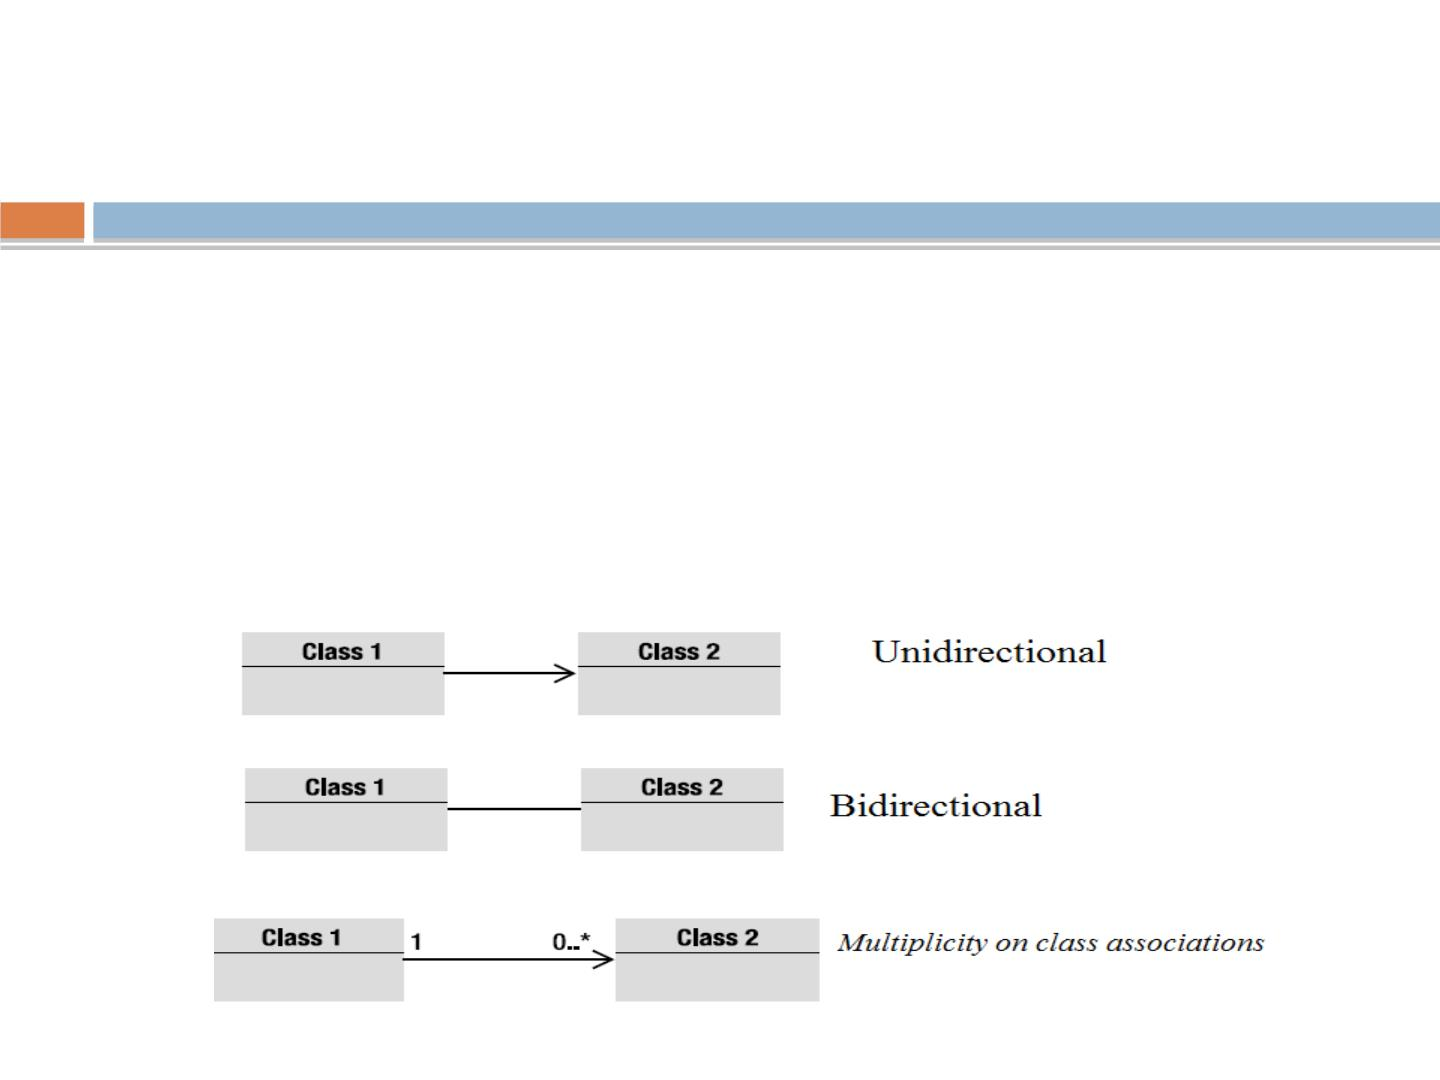 Class 1
Class 2
Unidirectional
Class 1
Class 2
Bidirectional
Class 1
1
0..*
Class 2
Multiplicity on class associations